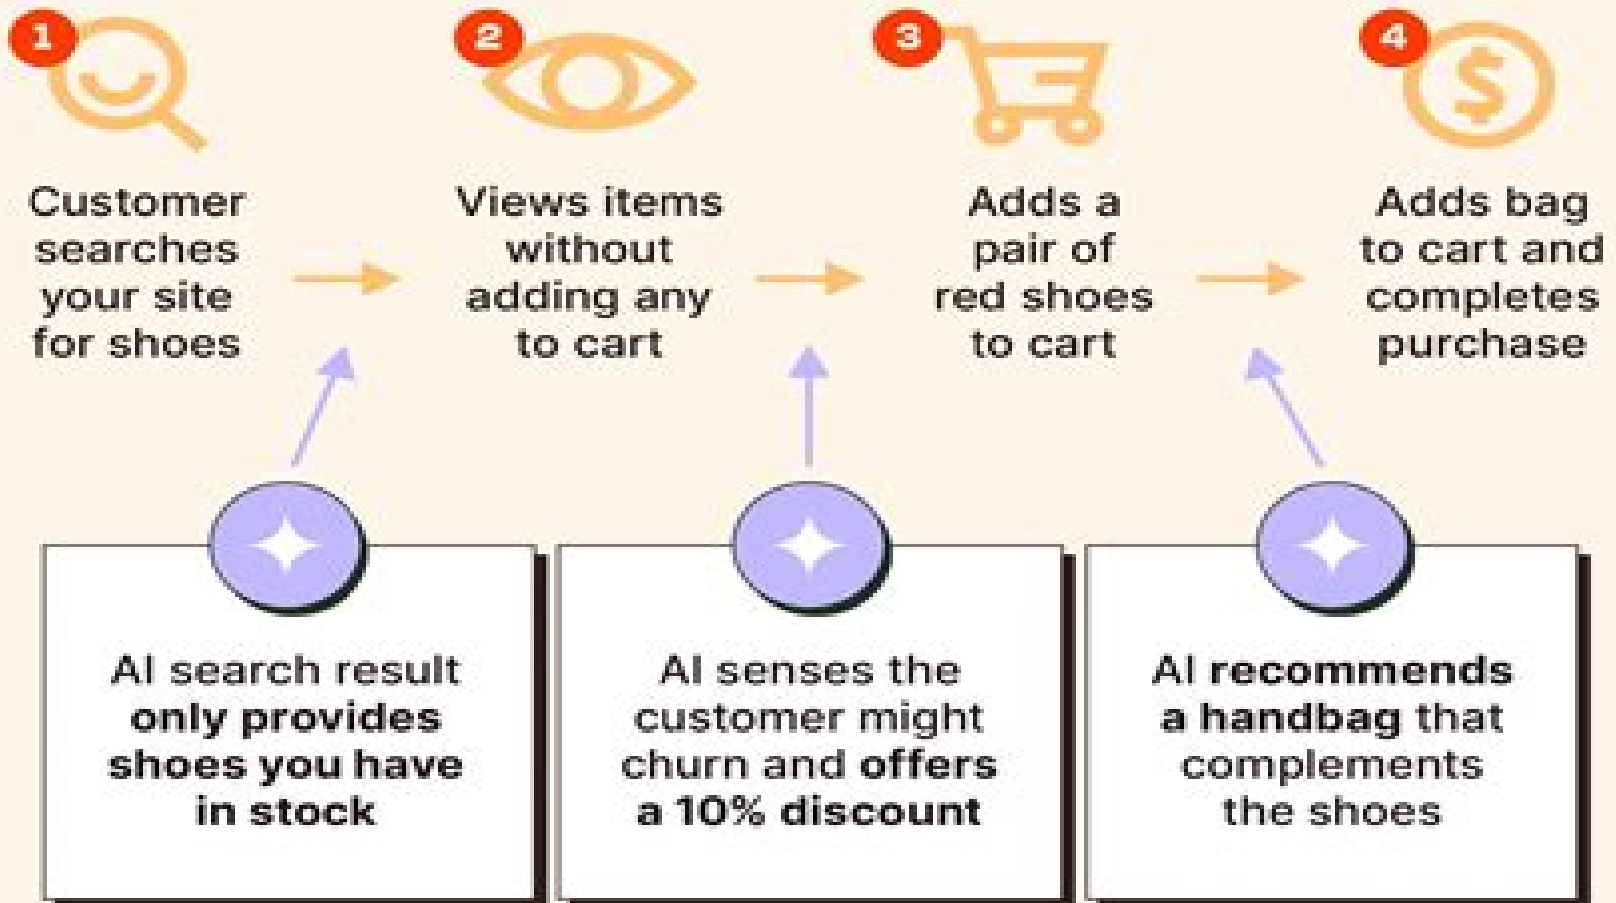 1
Customer
searches
your site
for shoes
2
Views items
without
adding any
to cart
3
Adds a
pair of
red shoes
to cart
4
$
Adds bag
to cart and
completes
purchase
AI search result
only provides
shoes you have
in stock
AI senses the
customer might
churn and offers
a 10% discount
AI recommends
a handbag that
complements
the shoes